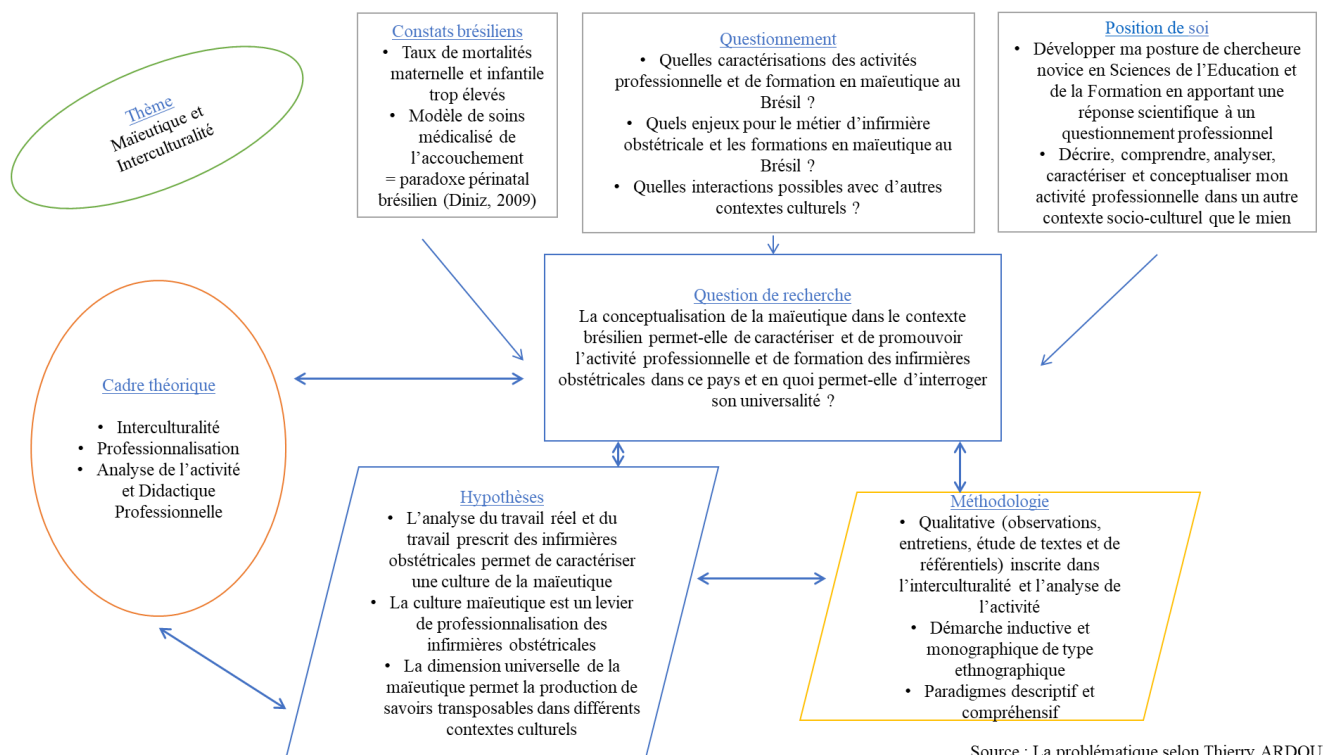 Thème
Maïeutique et
Interculturalité
Constats brésiliens
• Taux de mortalités
maternelle et infantile
trop élevés
• Modèle de soins
médicalisé de
l’accouchement
= paradoxe périnatal
brésilien (Diniz, 2009)
Questionnement
• Quelles caractérisations des activités
professionnelle et de formation en maïeutique au
Brésil ?
• Quels enjeux pour le métier d’infirmière
obstétricale et les formations en maïeutique au
Brésil ?
• Quelles interactions possibles avec d’autres
contextes culturels ?
Position de soi
• Développer ma posture de chercheure
novice en Sciences de l’Education et
de la Formation en apportant une
réponse scientifique à un
questionnement professionnel
• Décrire, comprendre, analyser,
caractériser et conceptualiser mon
activité professionnelle dans un autre
contexte socio-culturel que le mien
Question de recherche
La conceptualisation de la maïeutique dans le contexte
brésilien permet-elle de caractériser et de promouvoir
l’activité professionnelle et de formation des infirmières
obstétricales dans ce pays et en quoi permet-elle d’interroger
son universalité ?
Cadre théorique
• Interculturalité
• Professionnalisation
• Analyse de l’activité
et Didactique
Professionnelle
Hypothèses
• L’analyse du travail réel et du
travail prescrit des infirmières
obstétricales permet de caractériser
une culture de la maïeutique
• La culture maïeutique est un levier
de professionnalisation des
infirmières obstétricales
• La dimension universelle de la
maïeutique permet la production de
savoirs transposables dans différents
contextes culturels
Méthodologie
• Qualitative (observations,
entretiens, étude de textes et de
référentiels) inscrite dans
l’interculturalité et l’analyse de
l’activité
• Démarche inductive et
monographique de type
ethnographique
• Paradigmes descriptif et
compréhensif
Source : La problématique selon Thierry ARDOU